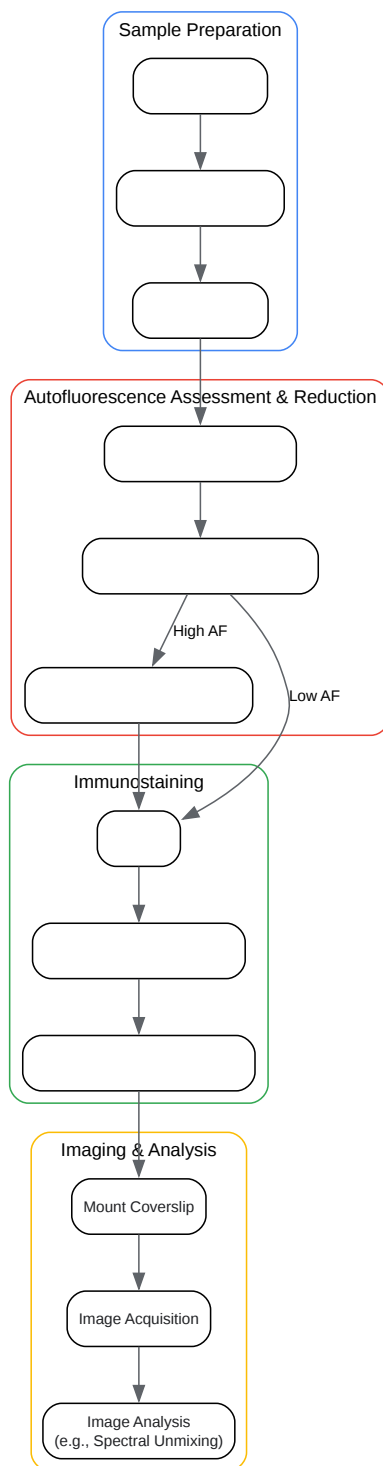 Sample Preparation
Autofluorescence Assessment & Reduction
High AF
Low AF
Immunostaining
Imaging & Analysis
Mount Coverslip
Image Acquisition
Image Analysis
(e.g., Spectral Unmixing)